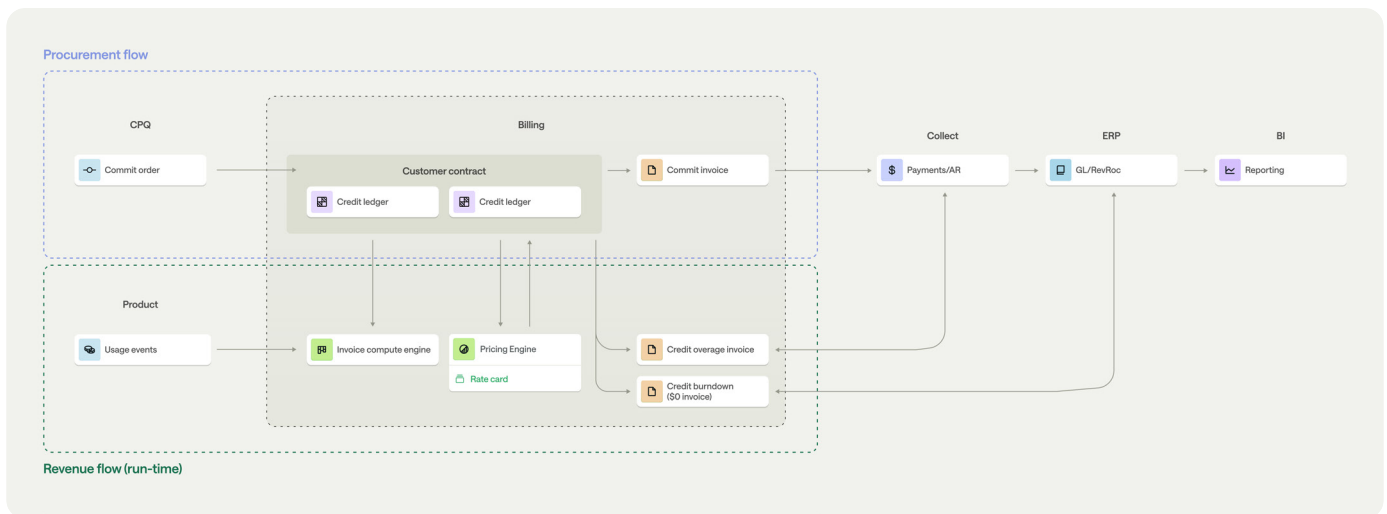 Procurement flow
CPQ
Billing
Collect
ERP
BI
Commit order
Customer contract
Credit ledger
Credit ledger
Commit invoice
Payments/AR
GL/RevRoc
Reporting
Product
Usage events
Invoice compute engine
Pricing Engine
Rate card
Credit overage invoice
Credit burndown
($0 invoice)
Revenue flow (run-time)